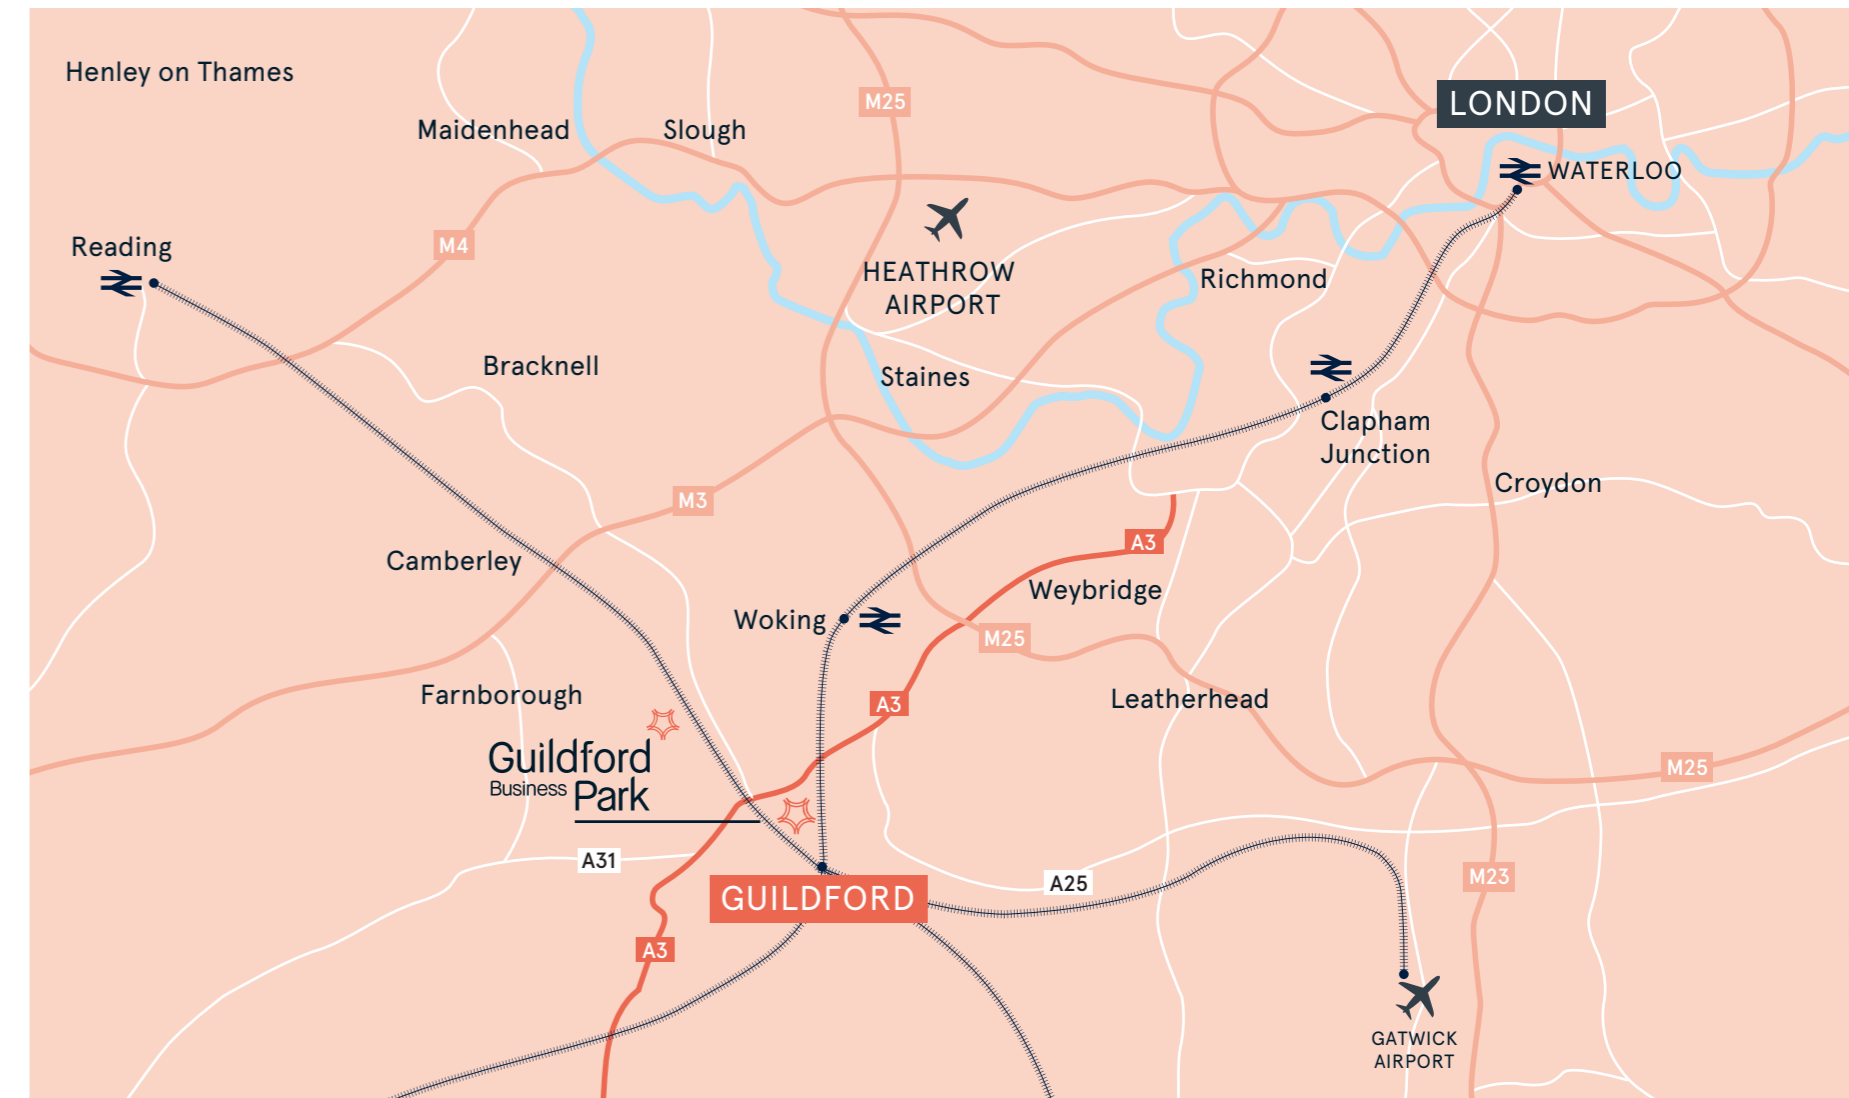 Henley on Thames
M25
LONDON
Maidenhead
Slough
WATERLOO
Reading
M4
HEATHROW
AIRPORT
Richmond
Bracknell
Staines
Clapham
Junction
Croydon
M3
A3
Camberley
Weybridge
Woking
M25
Farnborough
A3
Leatherhead
Guildford
Business Park
M25
A31
A25
M23
GUILDFORD
A3
GATWICK
AIRPORT